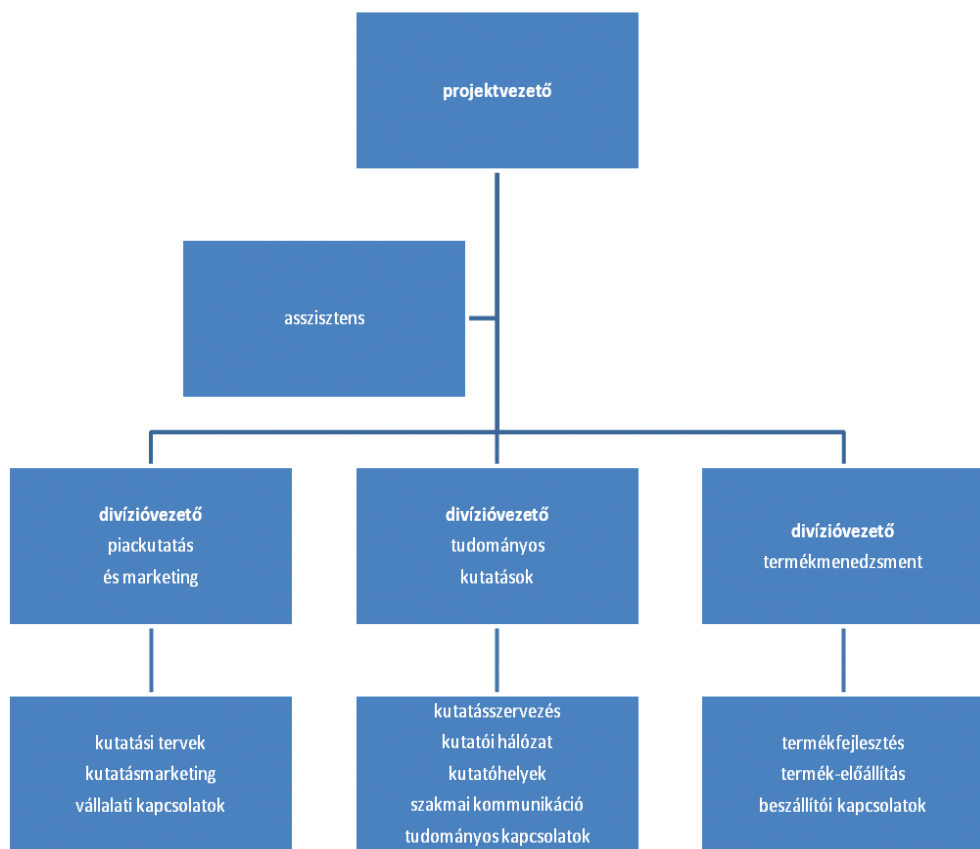 projektvezető
asszisztens
divízióvezető
piackutatás
és marketing
divízióvezető
tudományos
kutatások
divízióvezető
termékmenedzsment
kutatási tervek
kutatásmarketing
vállalati kapcsolatok
kutatásszervezés
kutatói hálózat
kutatóhelyek
szakmai kommunikáció
tudományos kapcsolatok
termékfejlesztés
termék-előállítás
beszállítói kapcsolatok